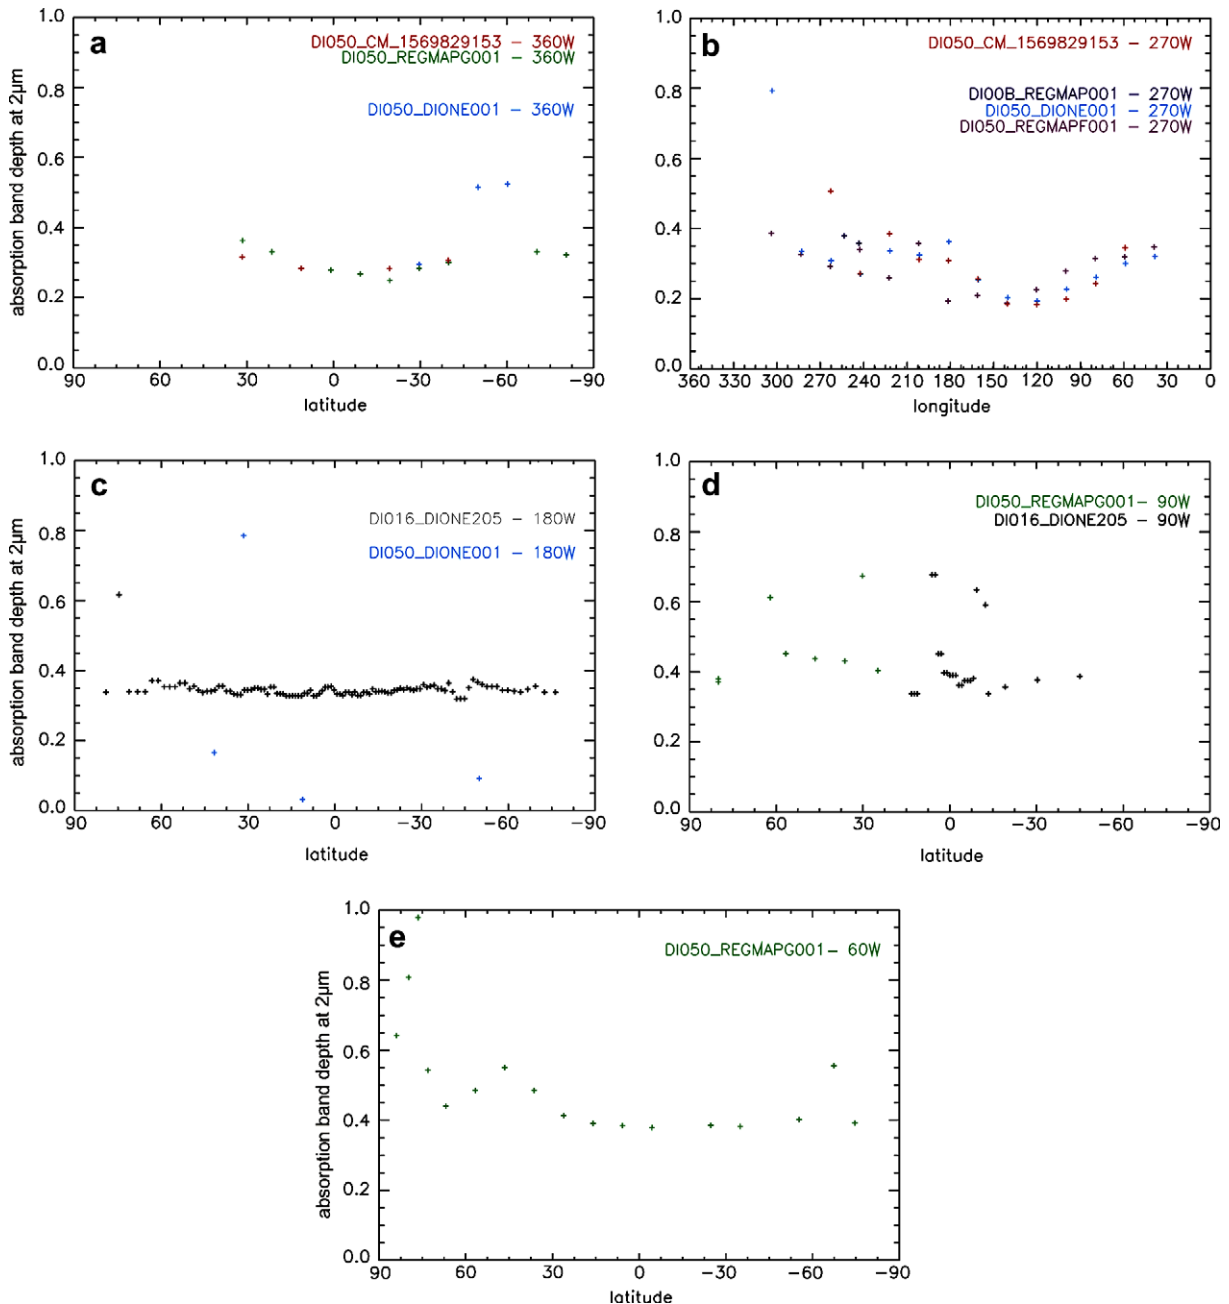 a
DI050_CM_1569829153 – 360W
DI050_REGMAPG001 – 360W
DI050_DIONE001 – 360W
absorption band depth at 2μm
1.0
0.8
0.6
0.4
0.2
0.0
90 60 30 0 −30 −60 −90
latitude
b
DI050_CM_1569829153 – 270W
DI00B_REGMAP001 – 270W
DI050_DIONE001 – 270W
DI050_REGMAPF001 – 270W
1.0
0.8
0.6
0.4
0.2
0.0
360 330 300 270 240 210 180 150 120 90 60 30 0
longitude
c
DI016_DIONE205 – 180W
DI050_DIONE001 – 180W
absorption band depth at 2μm
1.0
0.8
0.6
0.4
0.2
0.0
90 60 30 0 −30 −60 −90
latitude
d
DI050_REGMAPG001– 90W
DI016_DIONE205 – 90W
1.0
0.8
0.6
0.4
0.2
0.0
90 60 30 0 −30 −60 −90
latitude
e
DI050_REGMAPG001– 60W
absorption band depth at 2μm
1.0
0.8
0.6
0.4
0.2
0.0
90 60 30 0 −30 −60 −90
latitude